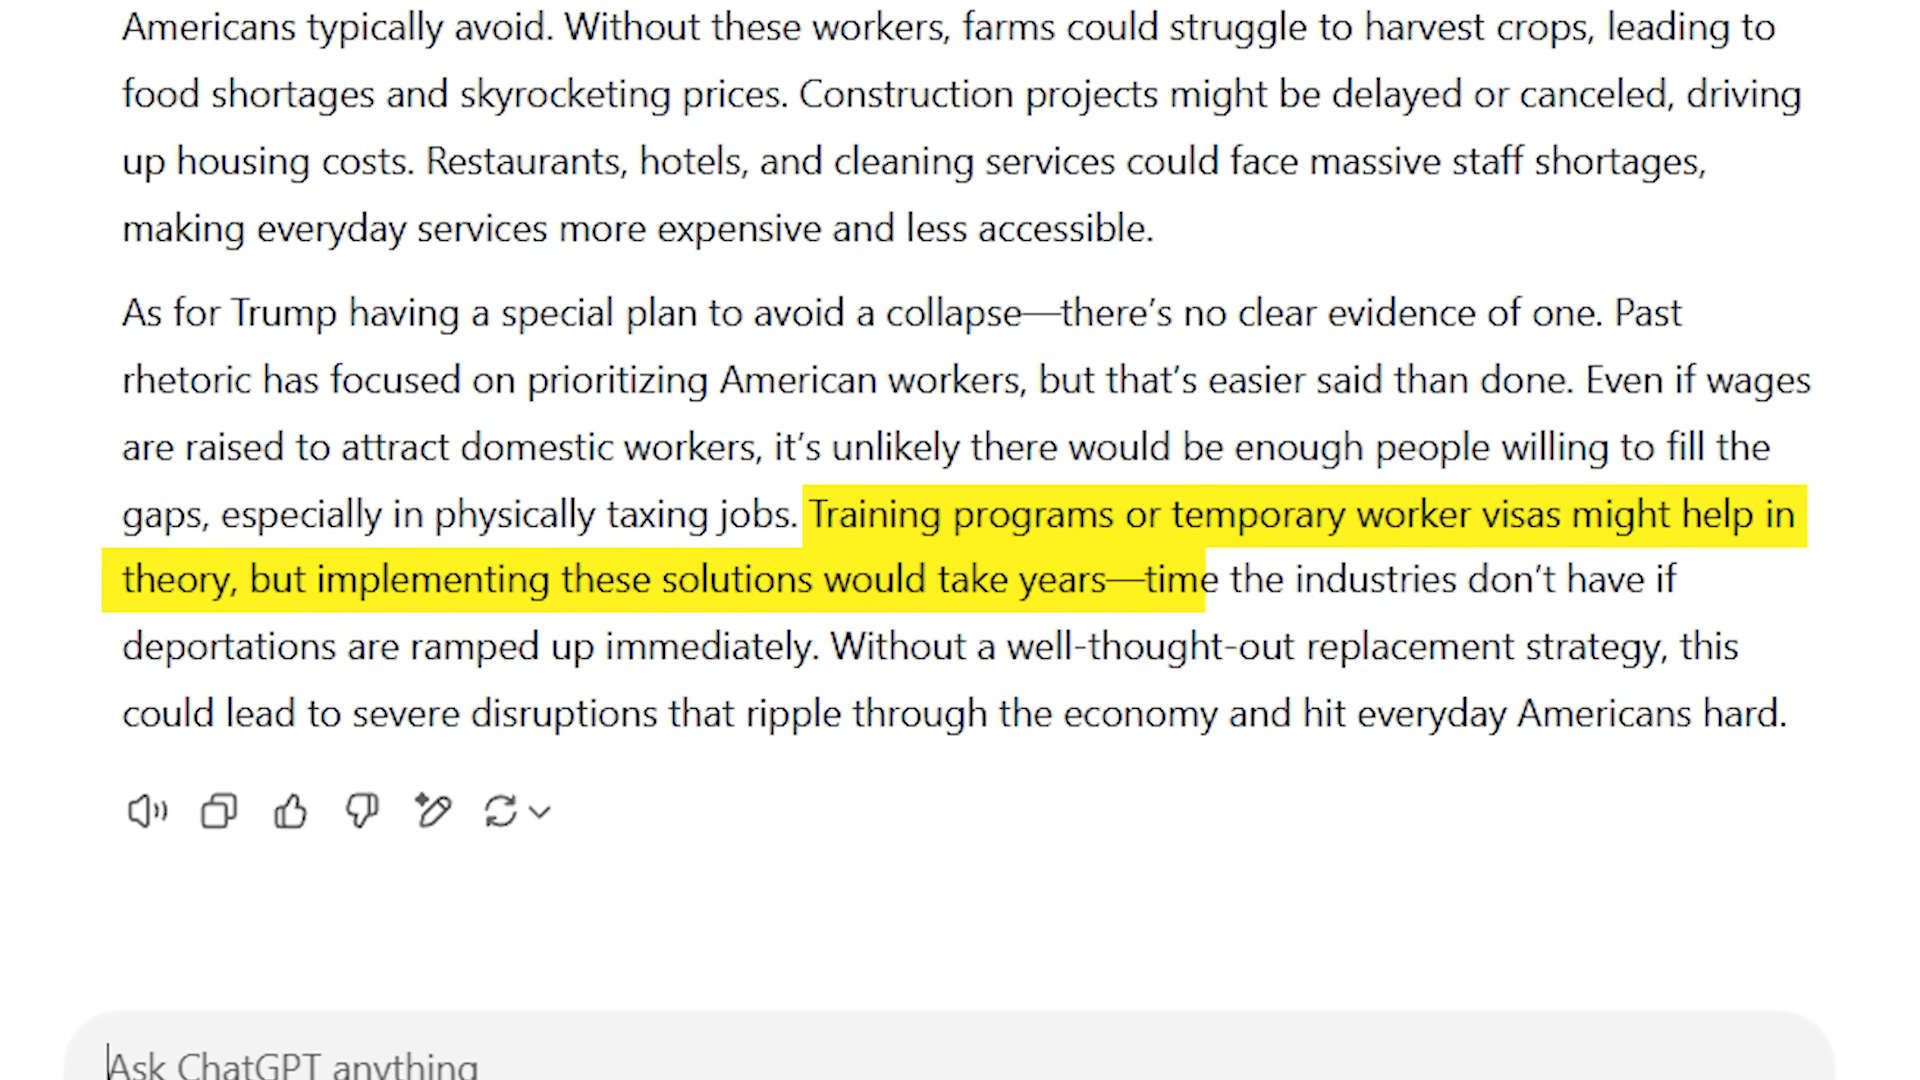 Americans typically avoid. Without these workers, farms could struggle to harvest crops, leading to
food shortages and skyrocketing prices. Construction projects might be delayed or canceled, driving
up housing costs. Restaurants, hotels, and cleaning services could face massive staff shortages,
making everyday services more expensive and less accessible.
As for Trump having a special plan to avoid a collapse—there’s no clear evidence of one. Past
rhetoric has focused on prioritizing American workers, but that’s easier said than done. Even if wages
are raised to attract domestic workers, it’s unlikely there would be enough people willing to fill the
gaps, especially in physically taxing jobs. Training programs or temporary worker visas might help in
theory, but implementing these solutions would take years—time the industries don’t have if
deportations are ramped up immediately. Without a well-thought-out replacement strategy, this
could lead to severe disruptions that ripple through the economy and hit everyday Americans hard.
Ask ChatGPT anything